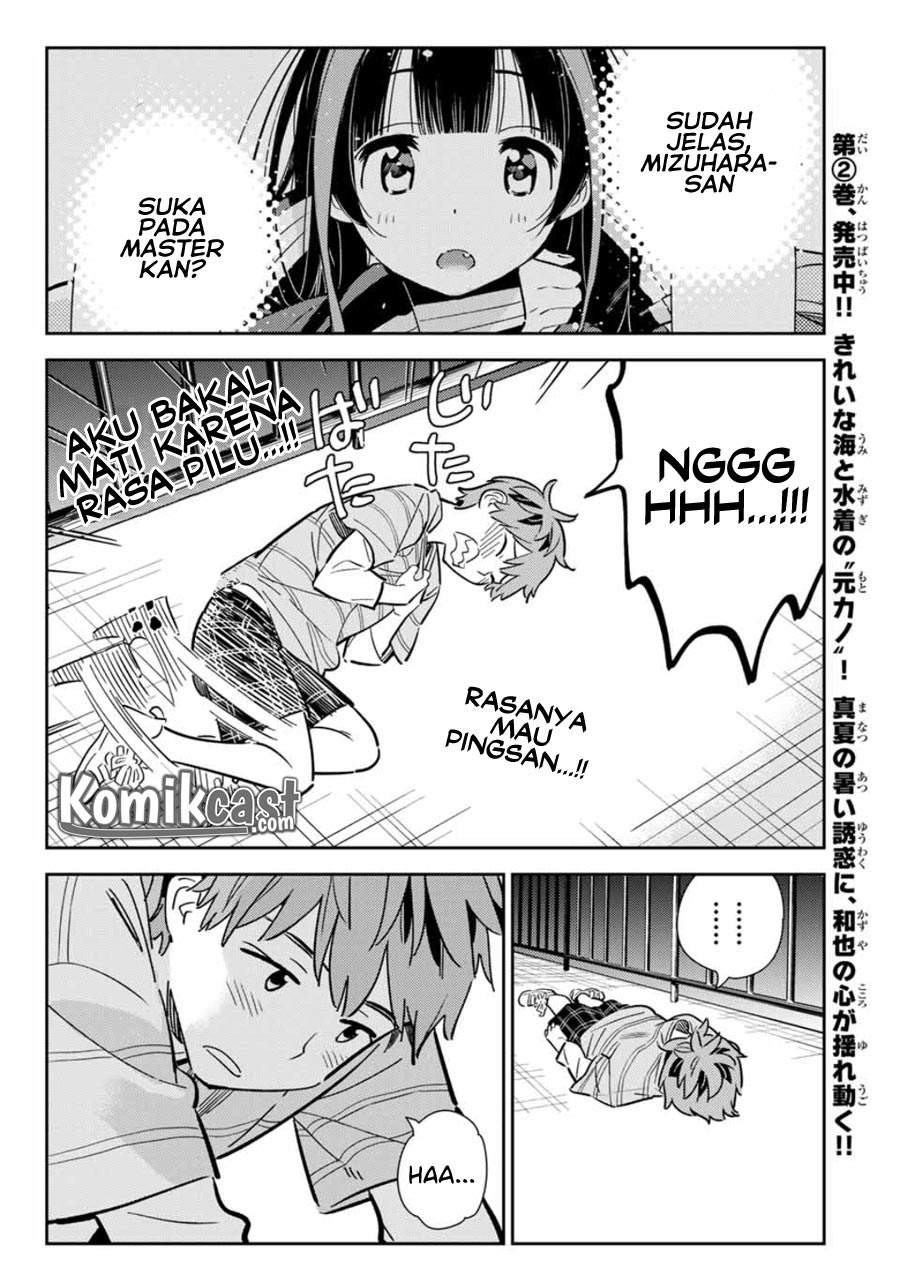 SUDAH
JELAS,
MIZUHARA-
SAN
SUKA
PADA
MASTER
KAN?
NGGG
HHH...!!!
じた
ばた
AKU BAKAL
MATI KARENA
RASA PILU...!!!
RASANYA
MAU
PINGSAN...!!
Komikcast
.com
......
HAA...
第②巻、発売中!! きれいな海と水着の〝元カノ〟! 真夏の暑い誘惑に、和也の心が揺れ動く!!